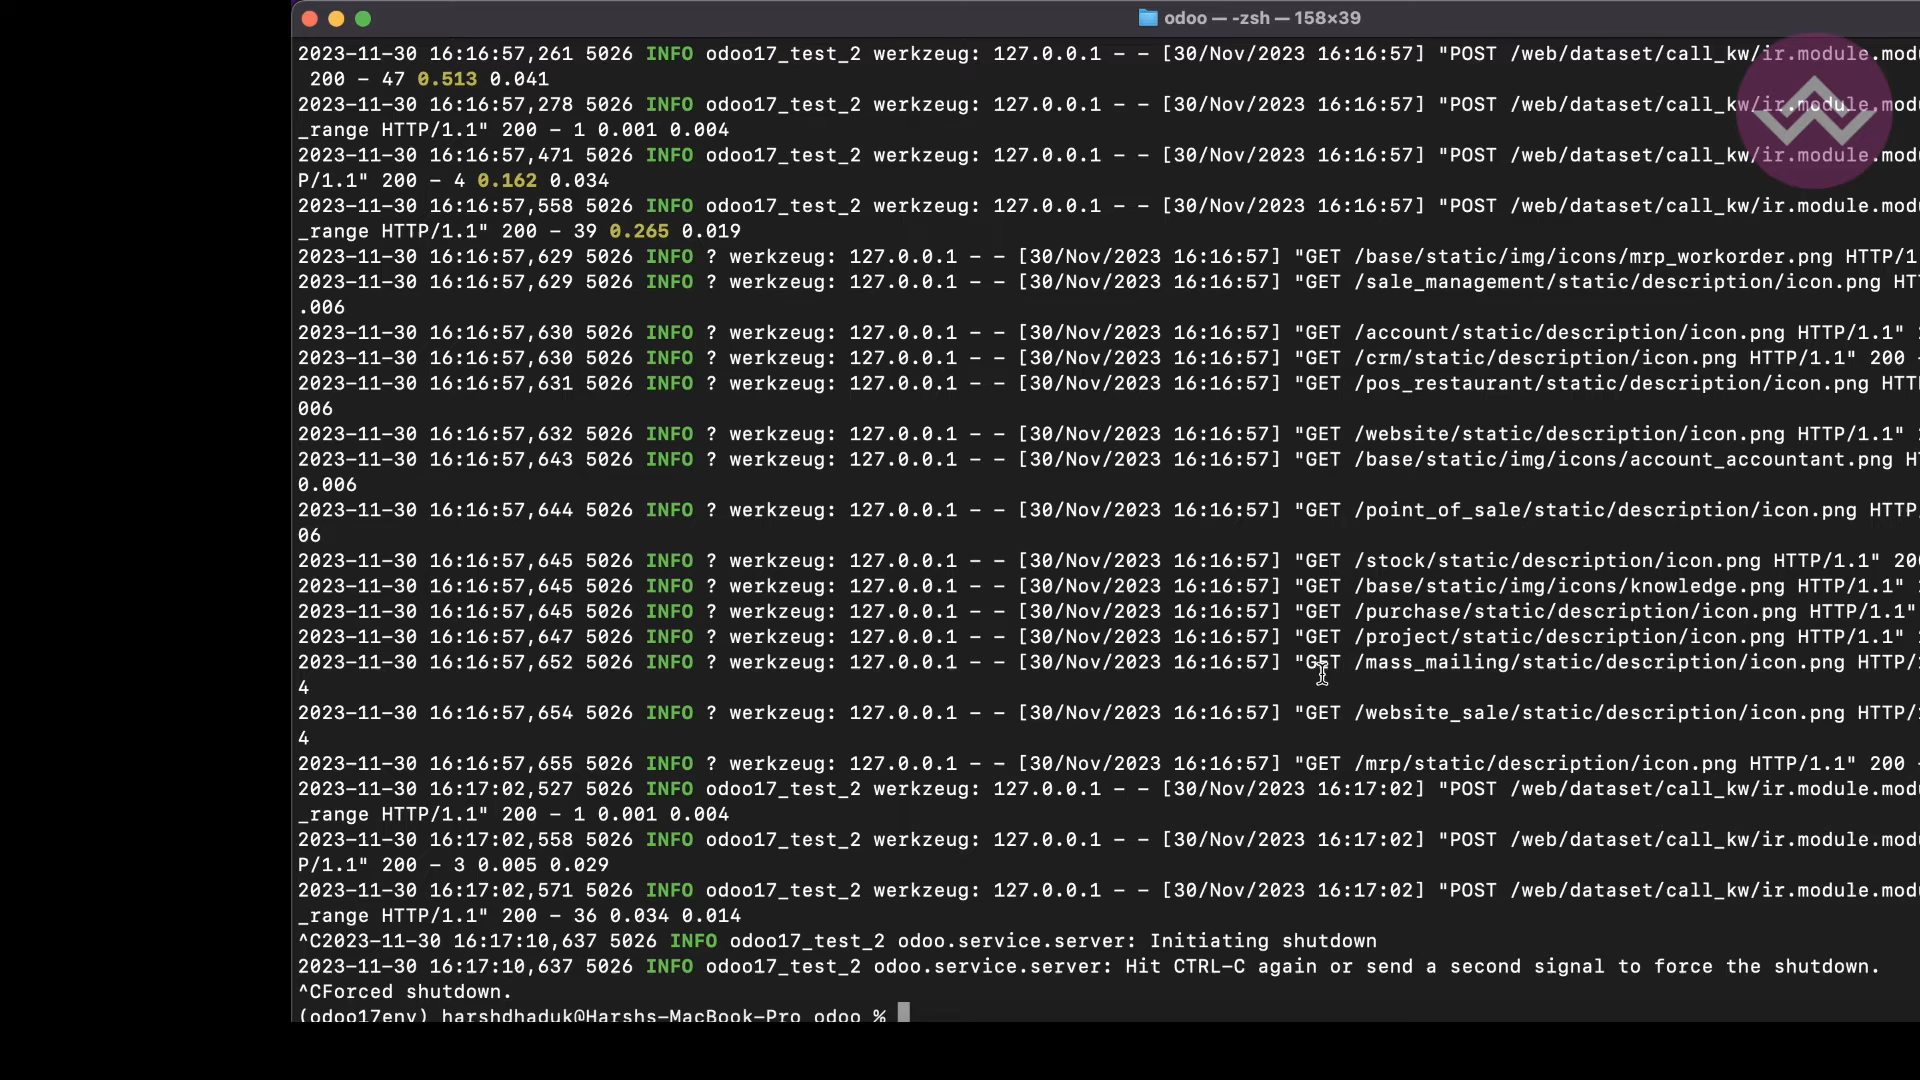 odoo — -zsh — 158×39
2023-11-30 16:16:57,261 5026 INFO odoo17_test_2 werkzeug: 127.0.0.1 - - [30/Nov/2023 16:16:57] "POST /web/dataset/call_kw/ir.module.mod
200 - 47 0.513 0.041
2023-11-30 16:16:57,278 5026 INFO odoo17_test_2 werkzeug: 127.0.0.1 - - [30/Nov/2023 16:16:57] "POST /web/dataset/call_kw/ir.module.mod
_range HTTP/1.1" 200 - 1 0.001 0.004
2023-11-30 16:16:57,471 5026 INFO odoo17_test_2 werkzeug: 127.0.0.1 - - [30/Nov/2023 16:16:57] "POST /web/dataset/call_kw/ir.module.mod
P/1.1" 200 - 4 0.162 0.034
2023-11-30 16:16:57,558 5026 INFO odoo17_test_2 werkzeug: 127.0.0.1 - - [30/Nov/2023 16:16:57] "POST /web/dataset/call_kw/ir.module.mod
_range HTTP/1.1" 200 - 39 0.265 0.019
2023-11-30 16:16:57,629 5026 INFO ? werkzeug: 127.0.0.1 - - [30/Nov/2023 16:16:57] "GET /base/static/img/icons/mrp_workorder.png HTTP/1
2023-11-30 16:16:57,629 5026 INFO ? werkzeug: 127.0.0.1 - - [30/Nov/2023 16:16:57] "GET /sale_management/static/description/icon.png HT
.006
2023-11-30 16:16:57,630 5026 INFO ? werkzeug: 127.0.0.1 - - [30/Nov/2023 16:16:57] "GET /account/static/description/icon.png HTTP/1.1"
2023-11-30 16:16:57,630 5026 INFO ? werkzeug: 127.0.0.1 - - [30/Nov/2023 16:16:57] "GET /crm/static/description/icon.png HTTP/1.1" 200 -
2023-11-30 16:16:57,631 5026 INFO ? werkzeug: 127.0.0.1 - - [30/Nov/2023 16:16:57] "GET /pos_restaurant/static/description/icon.png HTT
006
2023-11-30 16:16:57,632 5026 INFO ? werkzeug: 127.0.0.1 - - [30/Nov/2023 16:16:57] "GET /website/static/description/icon.png HTTP/1.1"
2023-11-30 16:16:57,643 5026 INFO ? werkzeug: 127.0.0.1 - - [30/Nov/2023 16:16:57] "GET /base/static/img/icons/account_accountant.png H
0.006
2023-11-30 16:16:57,644 5026 INFO ? werkzeug: 127.0.0.1 - - [30/Nov/2023 16:16:57] "GET /point_of_sale/static/description/icon.png HTTP
06
2023-11-30 16:16:57,645 5026 INFO ? werkzeug: 127.0.0.1 - - [30/Nov/2023 16:16:57] "GET /stock/static/description/icon.png HTTP/1.1" 200
2023-11-30 16:16:57,645 5026 INFO ? werkzeug: 127.0.0.1 - - [30/Nov/2023 16:16:57] "GET /base/static/img/icons/knowledge.png HTTP/1.1"
2023-11-30 16:16:57,645 5026 INFO ? werkzeug: 127.0.0.1 - - [30/Nov/2023 16:16:57] "GET /purchase/static/description/icon.png HTTP/1.1"
2023-11-30 16:16:57,647 5026 INFO ? werkzeug: 127.0.0.1 - - [30/Nov/2023 16:16:57] "GET /project/static/description/icon.png HTTP/1.1"
2023-11-30 16:16:57,652 5026 INFO ? werkzeug: 127.0.0.1 - - [30/Nov/2023 16:16:57] "GET /mass_mailing/static/description/icon.png HTTP/
4
2023-11-30 16:16:57,654 5026 INFO ? werkzeug: 127.0.0.1 - - [30/Nov/2023 16:16:57] "GET /website_sale/static/description/icon.png HTTP/
4
2023-11-30 16:16:57,655 5026 INFO ? werkzeug: 127.0.0.1 - - [30/Nov/2023 16:16:57] "GET /mrp/static/description/icon.png HTTP/1.1" 200 -
2023-11-30 16:17:02,527 5026 INFO odoo17_test_2 werkzeug: 127.0.0.1 - - [30/Nov/2023 16:17:02] "POST /web/dataset/call_kw/ir.module.mod
_range HTTP/1.1" 200 - 1 0.001 0.004
2023-11-30 16:17:02,558 5026 INFO odoo17_test_2 werkzeug: 127.0.0.1 - - [30/Nov/2023 16:17:02] "POST /web/dataset/call_kw/ir.module.mod
P/1.1" 200 - 3 0.005 0.029
2023-11-30 16:17:02,571 5026 INFO odoo17_test_2 werkzeug: 127.0.0.1 - - [30/Nov/2023 16:17:02] "POST /web/dataset/call_kw/ir.module.mod
_range HTTP/1.1" 200 - 36 0.034 0.014
^C2023-11-30 16:17:10,637 5026 INFO odoo17_test_2 odoo.service.server: Initiating shutdown
2023-11-30 16:17:10,637 5026 INFO odoo17_test_2 odoo.service.server: Hit CTRL-C again or send a second signal to force the shutdown.
^CForced shutdown.
(odoo17env) harshdhaduk@Harshs-MacBook-Pro odoo %